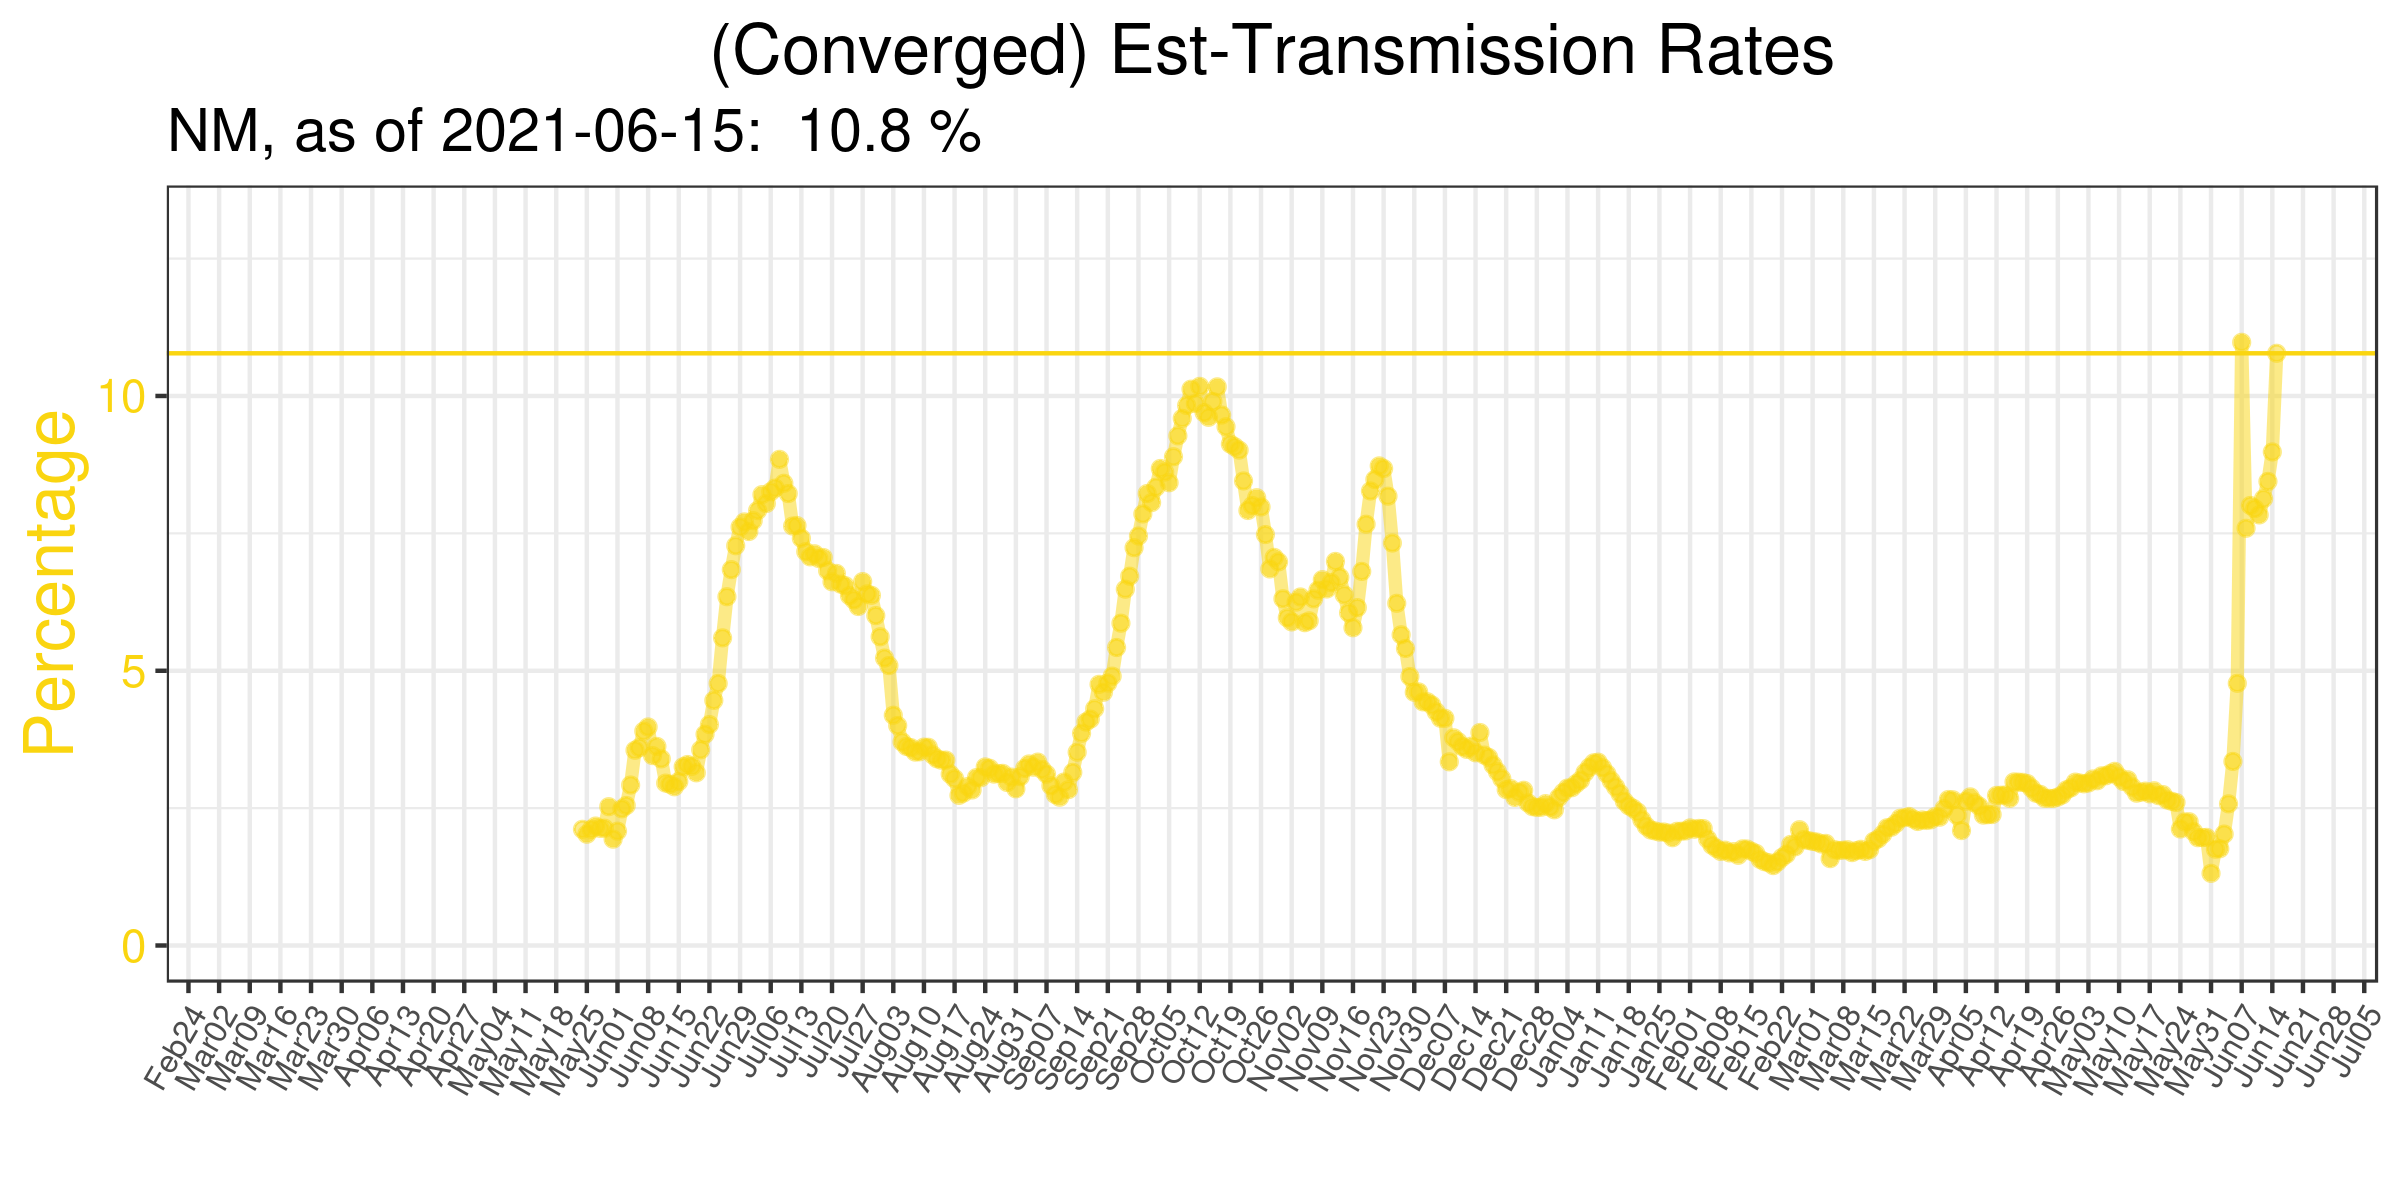 (Converged) Est-Transmission Rates
NM, as of 2021-06-15: 10.8 %
Percentage
10
5
0
Feb24
Mar02
Mar09
Mar16
Mar23
Mar30
Apr06
Apr13
Apr20
Apr27
May04
May11
May18
May25
Jun01
Jun08
Jun15
Jun22
Jun29
Jul06
Jul13
Jul20
Jul27
Aug03
Aug10
Aug17
Aug24
Aug31
Sep07
Sep14
Sep21
Sep28
Oct05
Oct12
Oct19
Oct26
Nov02
Nov09
Nov16
Nov23
Nov30
Dec07
Dec14
Dec21
Dec28
Jan04
Jan11
Jan18
Jan25
Feb01
Feb08
Feb15
Feb22
Mar01
Mar08
Mar15
Mar22
Mar29
Apr05
Apr12
Apr19
Apr26
May03
May10
May17
May24
May31
Jun07
Jun14
Jun21
Jun28
Jul05